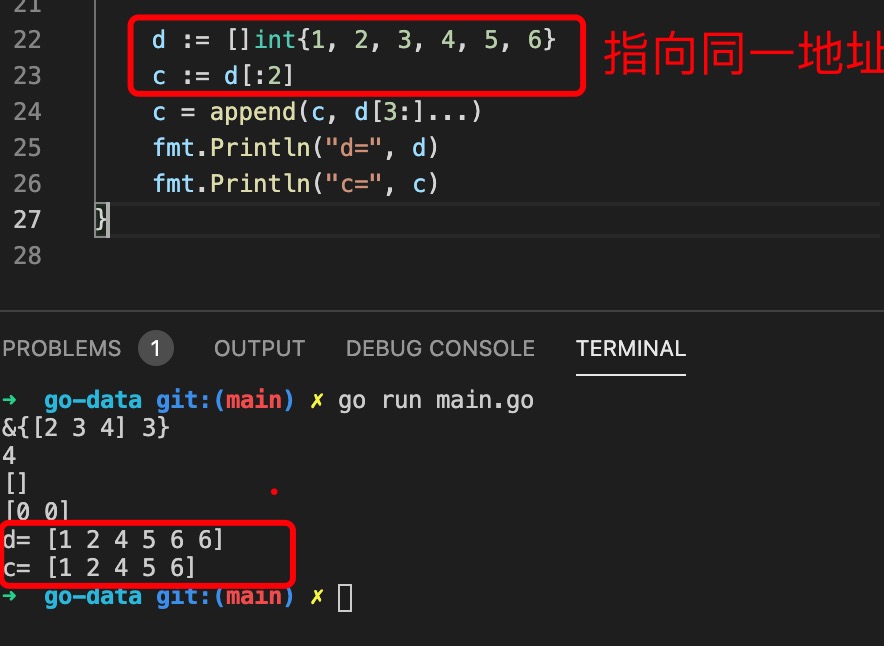 21
22 d := []int{1, 2, 3, 4, 5, 6} 指向同一地址
23 c := d[:2]
24 c = append(c, d[3:]...)
25 fmt.Println("d=", d)
26 fmt.Println("c=", c)
27 }
28
PROBLEMS 1 OUTPUT DEBUG CONSOLE TERMINAL
➜ go-data git:(main) ✗ go run main.go
&{[2 3 4] 3}
4
[]
[0 0]
d= [1 2 4 5 6 6]
c= [1 2 4 5 6]
➜ go-data git:(main) ✗